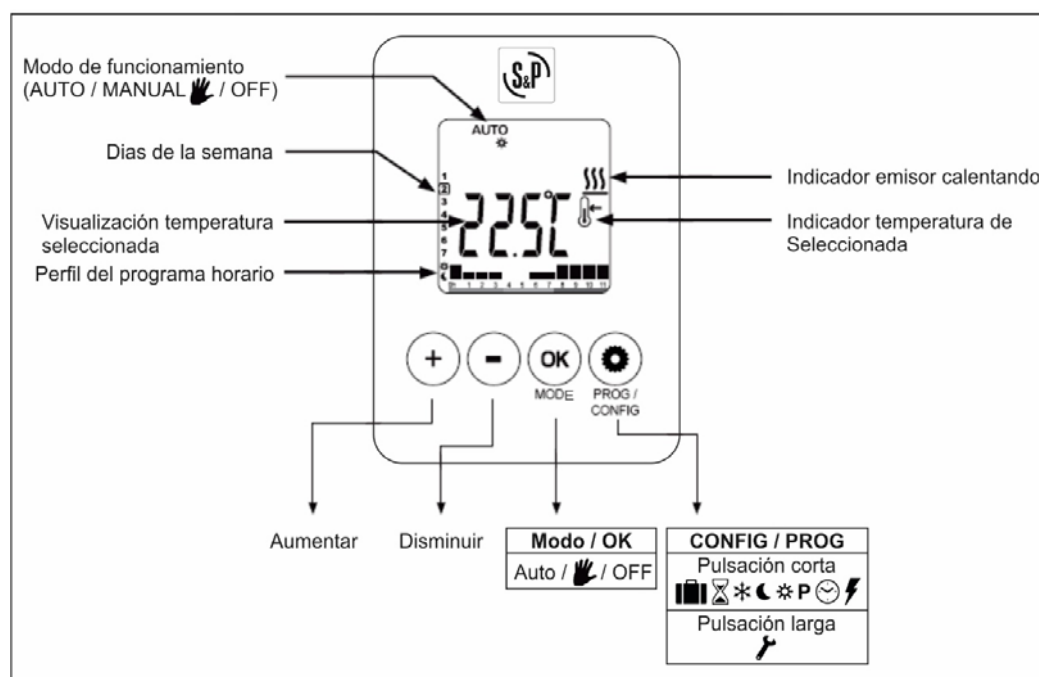 S&P
Modo de funcionamiento
(AUTO / MANUAL / OFF)
AUTO
Dias de la semana
1
2
3
4
5
6
7
Visualización temperatura
seleccionada
22.5°C
Perfil del programa horario
0h 1 2 3 4 5 6 7 8 9 10 11
Indicador emisor calentando
Indicador temperatura de
Seleccionada
+ - OK
MODE
PROG /
CONFIG
Aumentar
Disminuir
Modo / OK
Auto / / OFF
CONFIG / PROG
Pulsación corta
P
Pulsación larga